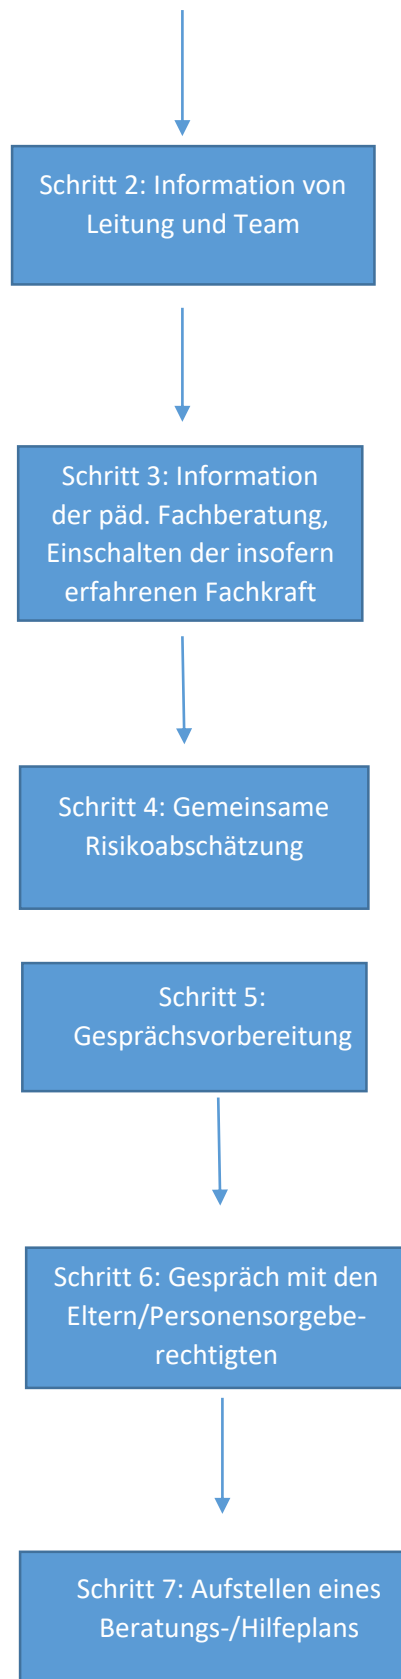 Schritt 2: Information von
Leitung und Team
Schritt 3: Information
der päd. Fachberatung,
Einschalten der insofern
erfahrenen Fachkraft
Schritt 4: Gemeinsame
Risikoabschätzung
Schritt 5:
Gesprächsvorbereitung
Schritt 6: Gespräch mit den
Eltern/Personensorgebe-
rechtigten
Schritt 7: Aufstellen eines
Beratungs-/Hilfeplans